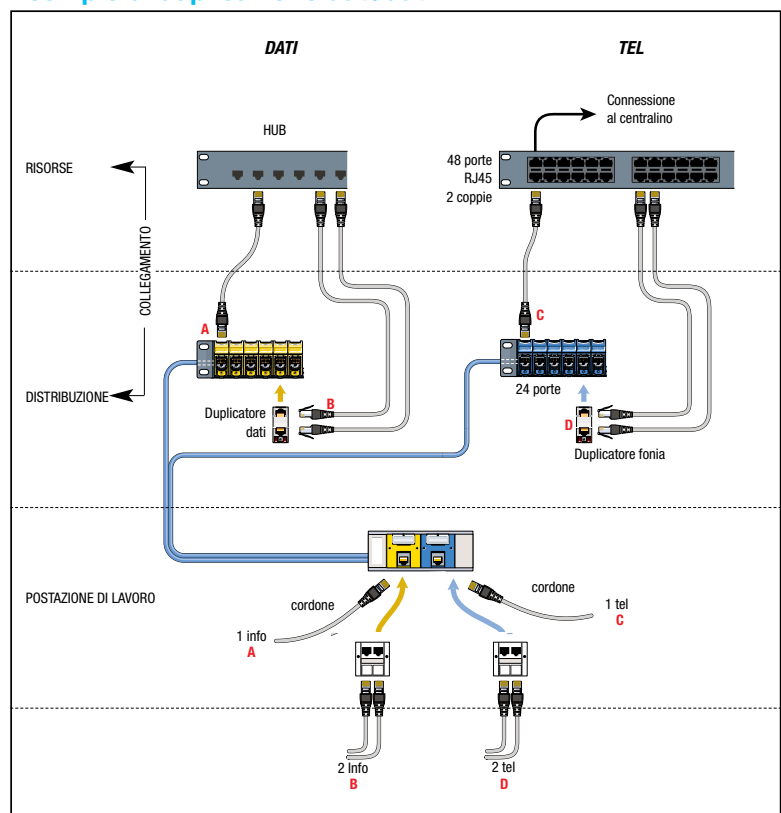 DATI
TEL
Connessione
al centralino
HUB
48 porte
RJ45
2 coppie
RISORSE
COLLEGAMENTO
A
C
DISTRIBUZIONE
24 porte
B
Duplicatore
dati
D
Duplicatore fonia
POSTAZIONE DI LAVORO
cordone
cordone
1 info
A
1 tel
C
2 Info
B
2 tel
D